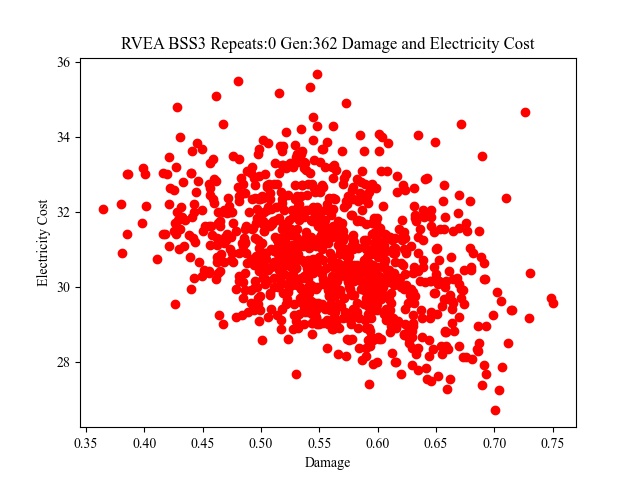 RVEA BSS3 Repeats:0 Gen:362 Damage and Electricity Cost
36
34
32
30
28
Electricity Cost
0.35 0.40 0.45 0.50 0.55 0.60 0.65 0.70 0.75
Damage